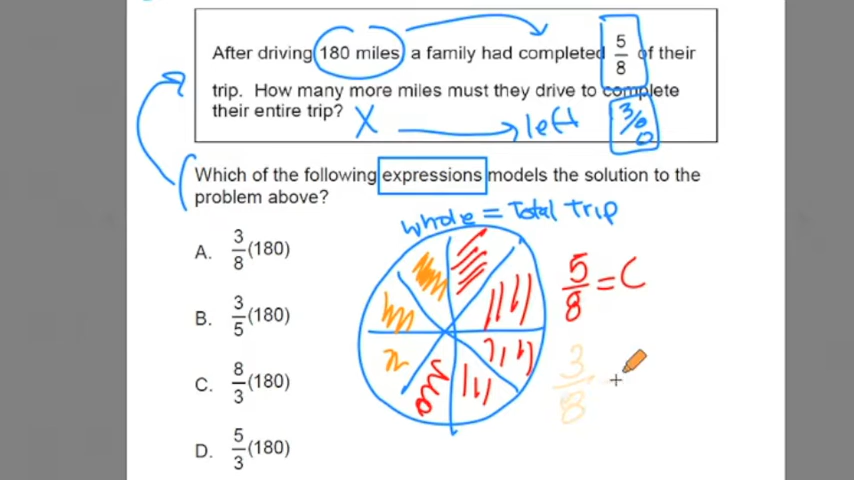 After driving 180 miles a family had completed 5/8 of their
trip. How many more miles must they drive to complete
their entire trip? X left 3/8
Which of the following expressions models the solution to the
problem above?
whole = Total Trip
A. 3/8 (180)
B. 3/5 (180)
C. 8/3 (180)
D. 5/3 (180)
5/8 = C
3/8